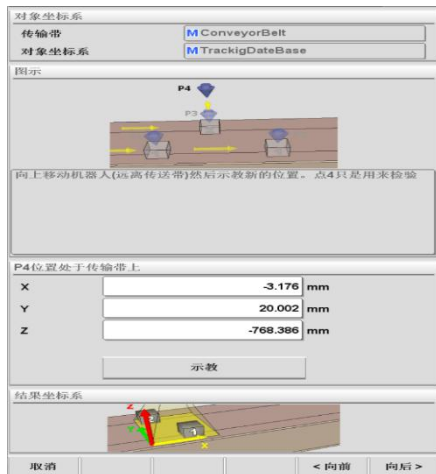 对象坐标系
传输带 M ConveyorBelt
对象坐标系 M TrackigDateBase
图示
P4
P3
向上移动机器人(远离传送带)然后示教新的位置。点4只是用来检验
P4位置处于传输带上
X -3.176 mm
Y 20.002 mm
Z -768.386 mm
示教
结果坐标系
Z
Y
X
取消 < 向前 向后 >